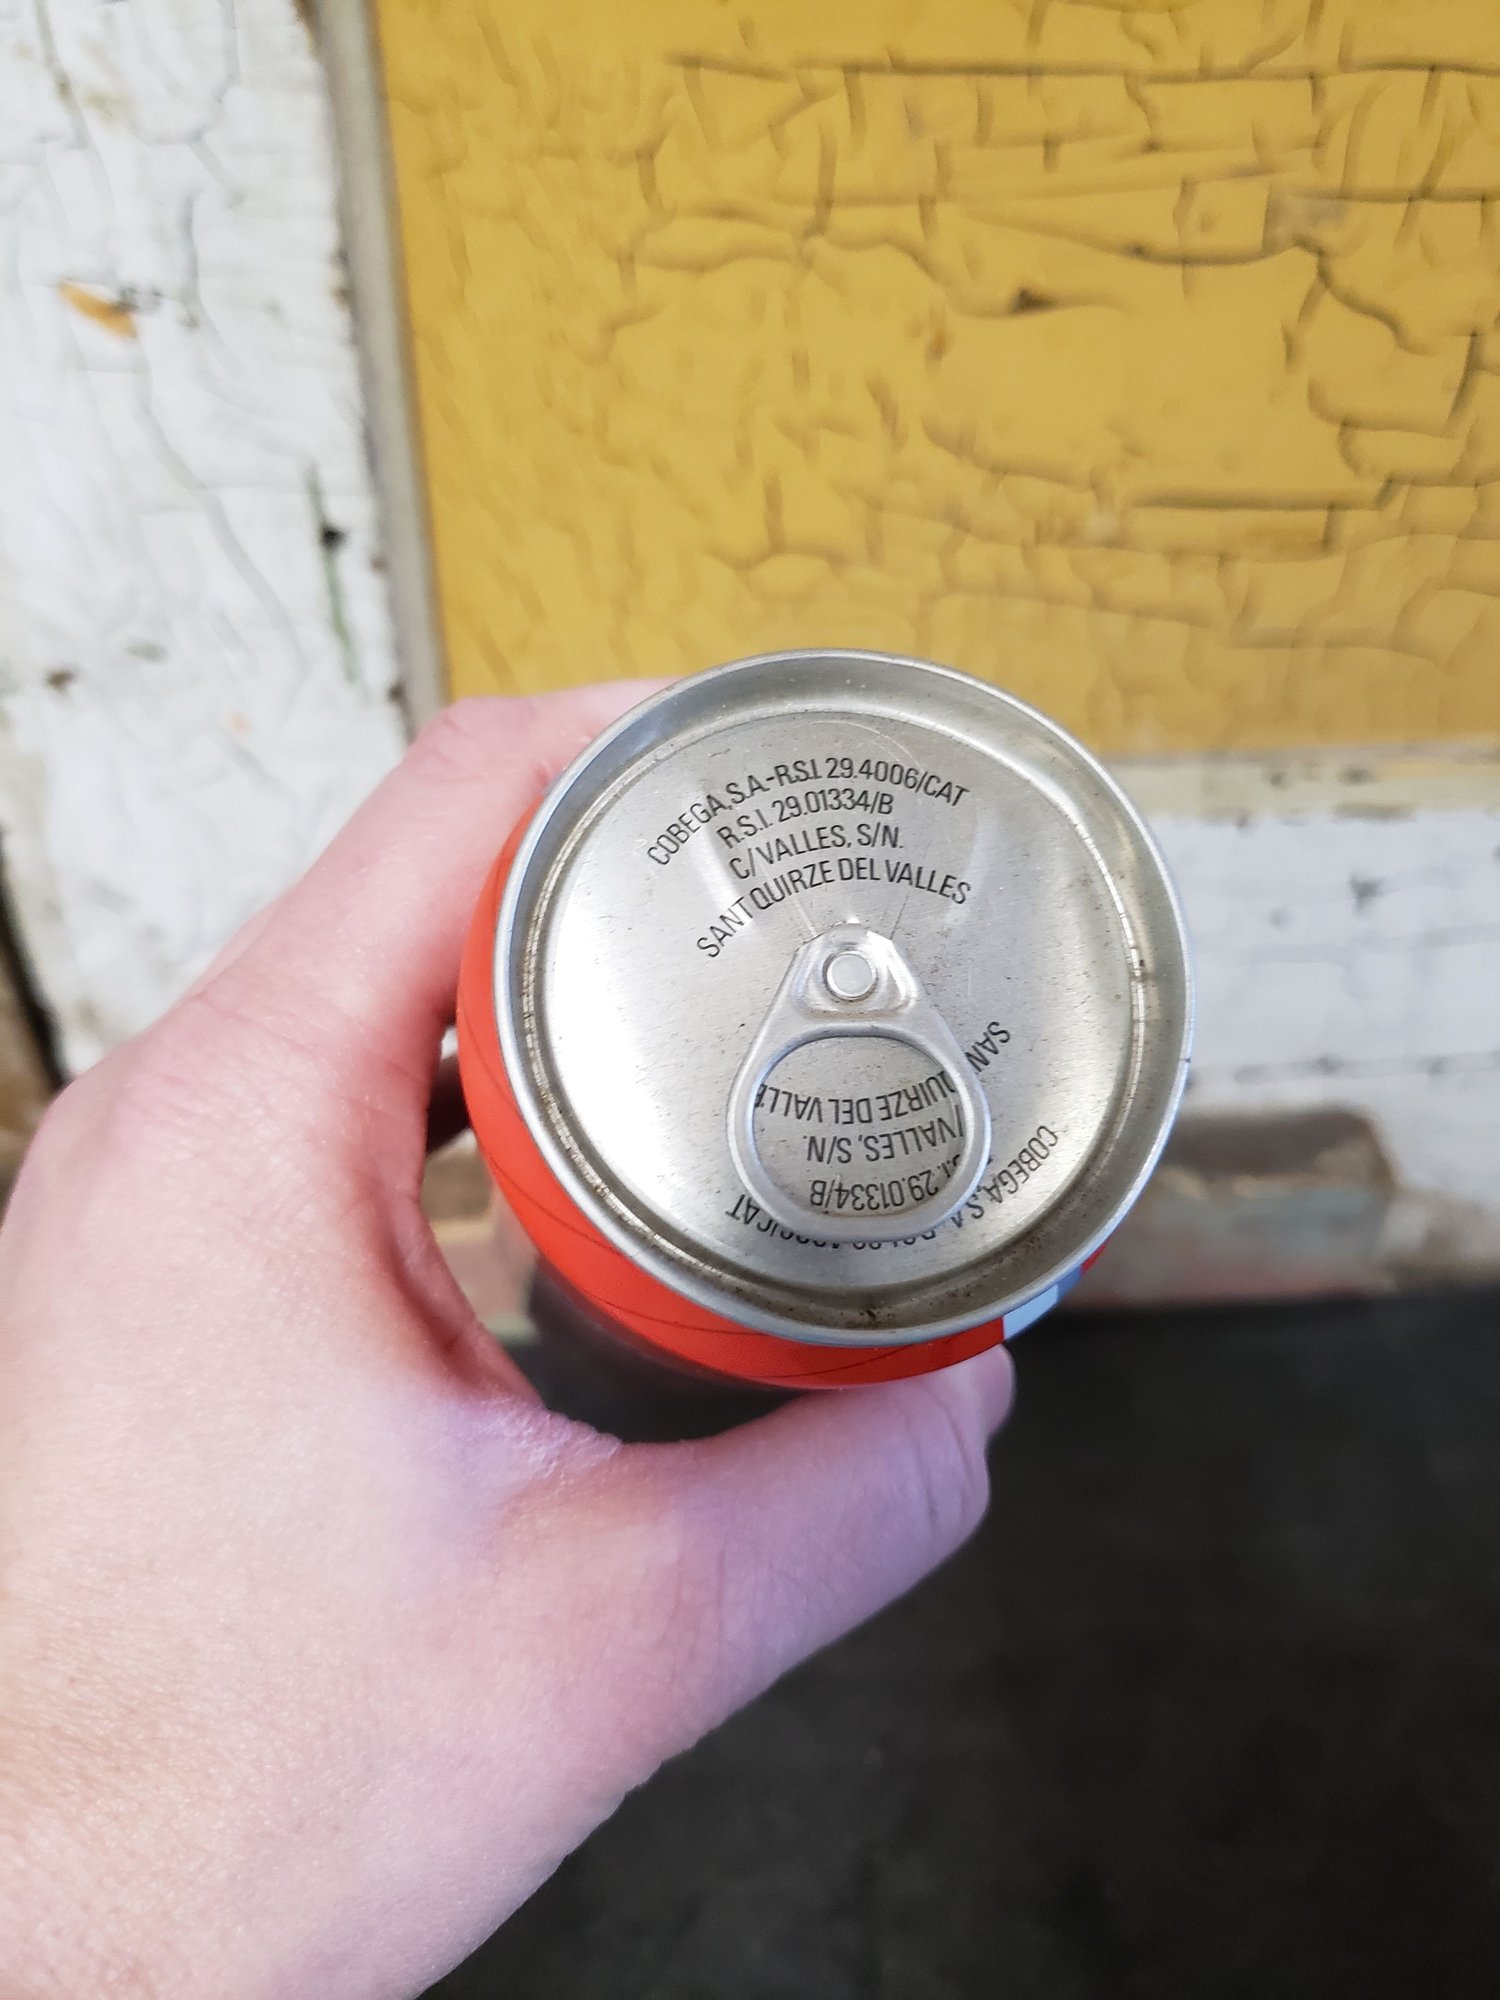 COBEGA, S.A.-R.S.I. 29.4006/CAT
R.S.I. 29.01334/B
C/VALLES, S/N.
SANT QUIRZE DEL VALLES
COBEGA, S.A.
29.01334/B
/VALLES, S/N.
QUIRZE DEL VALLE